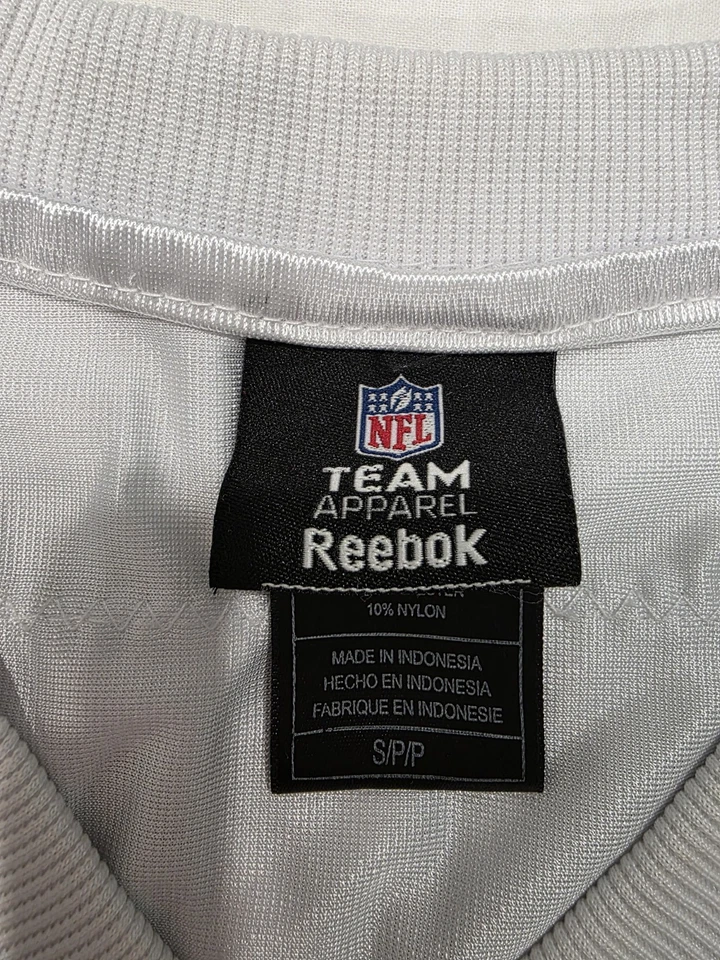 NFL
TEAM
APPAREL
Reebok
10% NYLON
MADE IN INDONESIA
HECHO EN INDONESIA
FABRIQUE EN INDONESIE
S/P/P